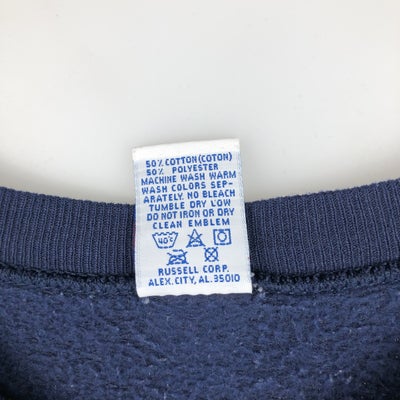 50% COTTON(COTON)
50% POLYESTER
MACHINE WASH WARM
WASH COLORS SEP-
ARATELY. NO BLEACH
TUMBLE DRY LOW
DO NOT IRON OR DRY
CLEAN EMBLEM
40°C
RUSSELL CORP.
ALEX.CITY, AL.35010